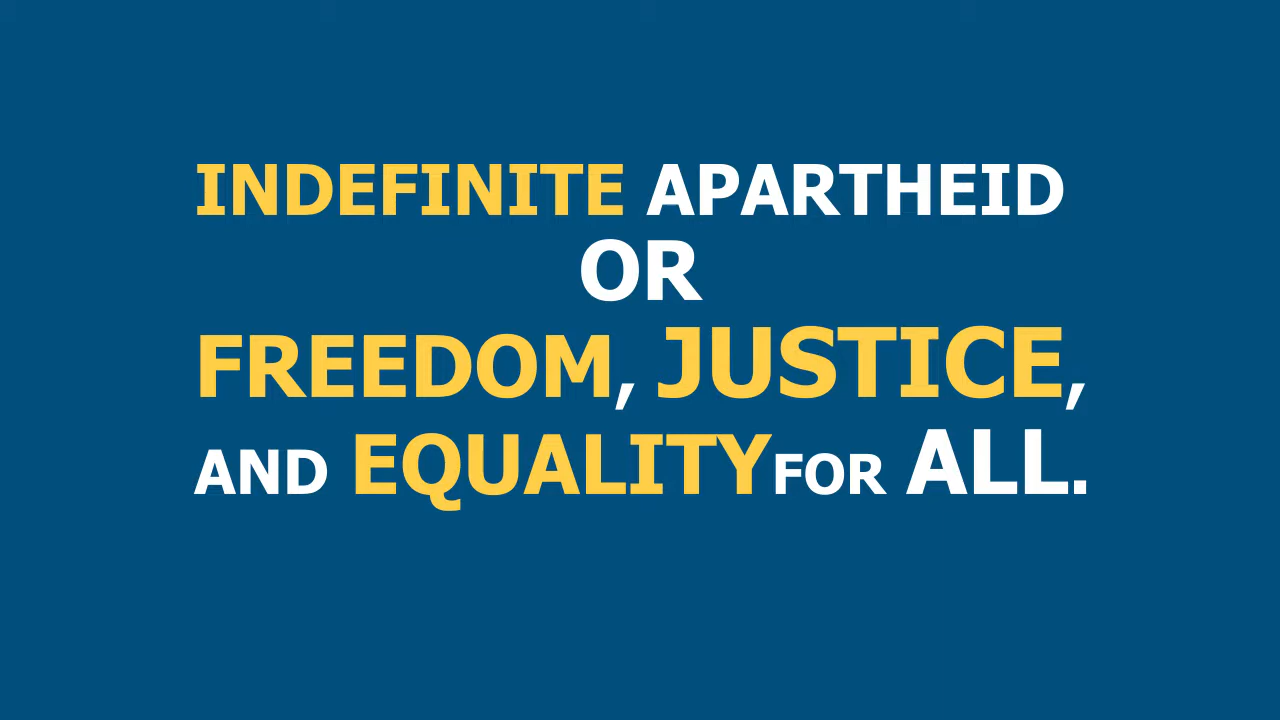 INDEFINITE APARTHEID
OR
FREEDOM, JUSTICE,
AND EQUALITY FOR ALL.